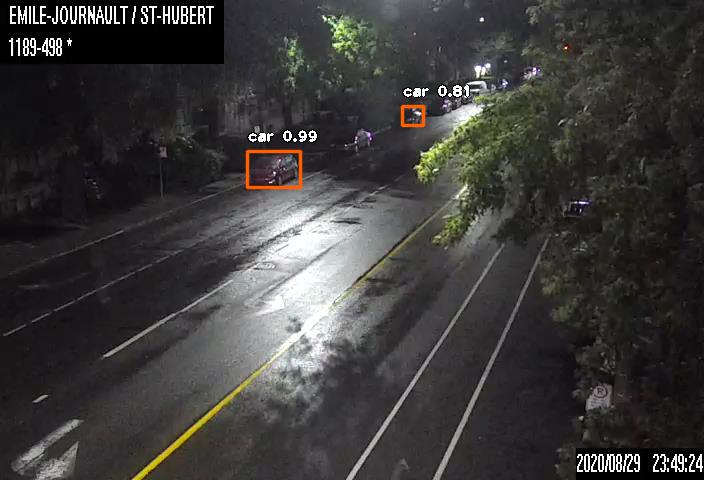 EMILE-JOURNAULT / ST-HUBERT
1189-498 *
car 0.81
car 0.99
2020/08/29 23:49:24